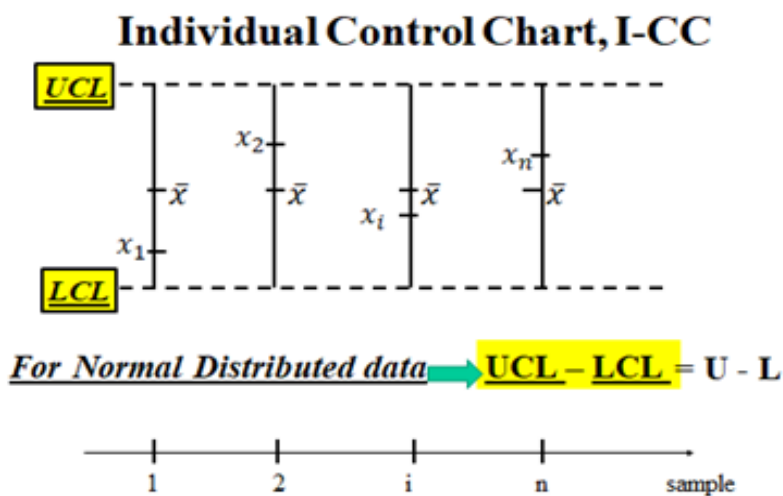 Individual Control Chart, I-CC
UCL
x₂
xₙ
x̄ x̄ x̄ x̄
xᵢ
x₁
LCL
For Normal Distributed data UCL – LCL = U - L
1 2 i n sample